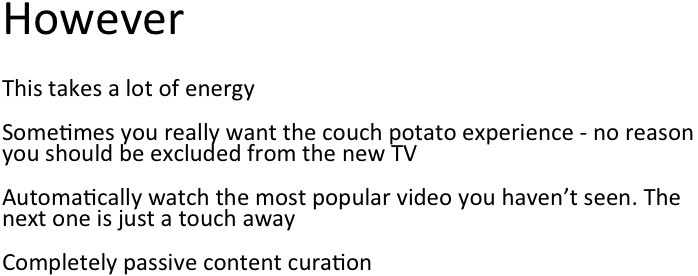 However
This takes a lot of energy
Sometimes you really want the couch potato experience - no reason
you should be excluded from the new TV
Automatically watch the most popular video you haven’t seen. The
next one is just a touch away
Completely passive content curation